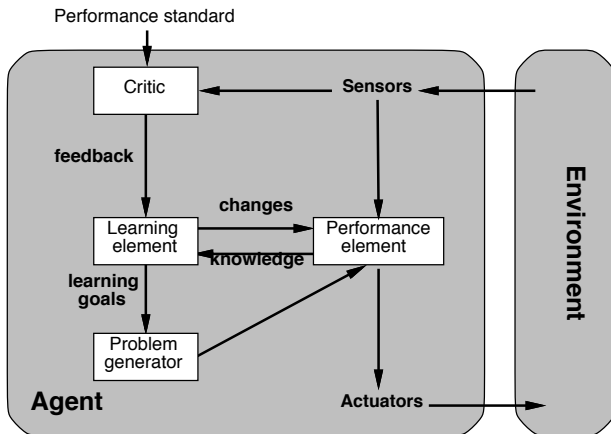 Performance standard
Critic
Sensors
feedback
changes
Learning
element
Performance
element
knowledge
learning
goals
Problem
generator
Agent
Actuators
Environment